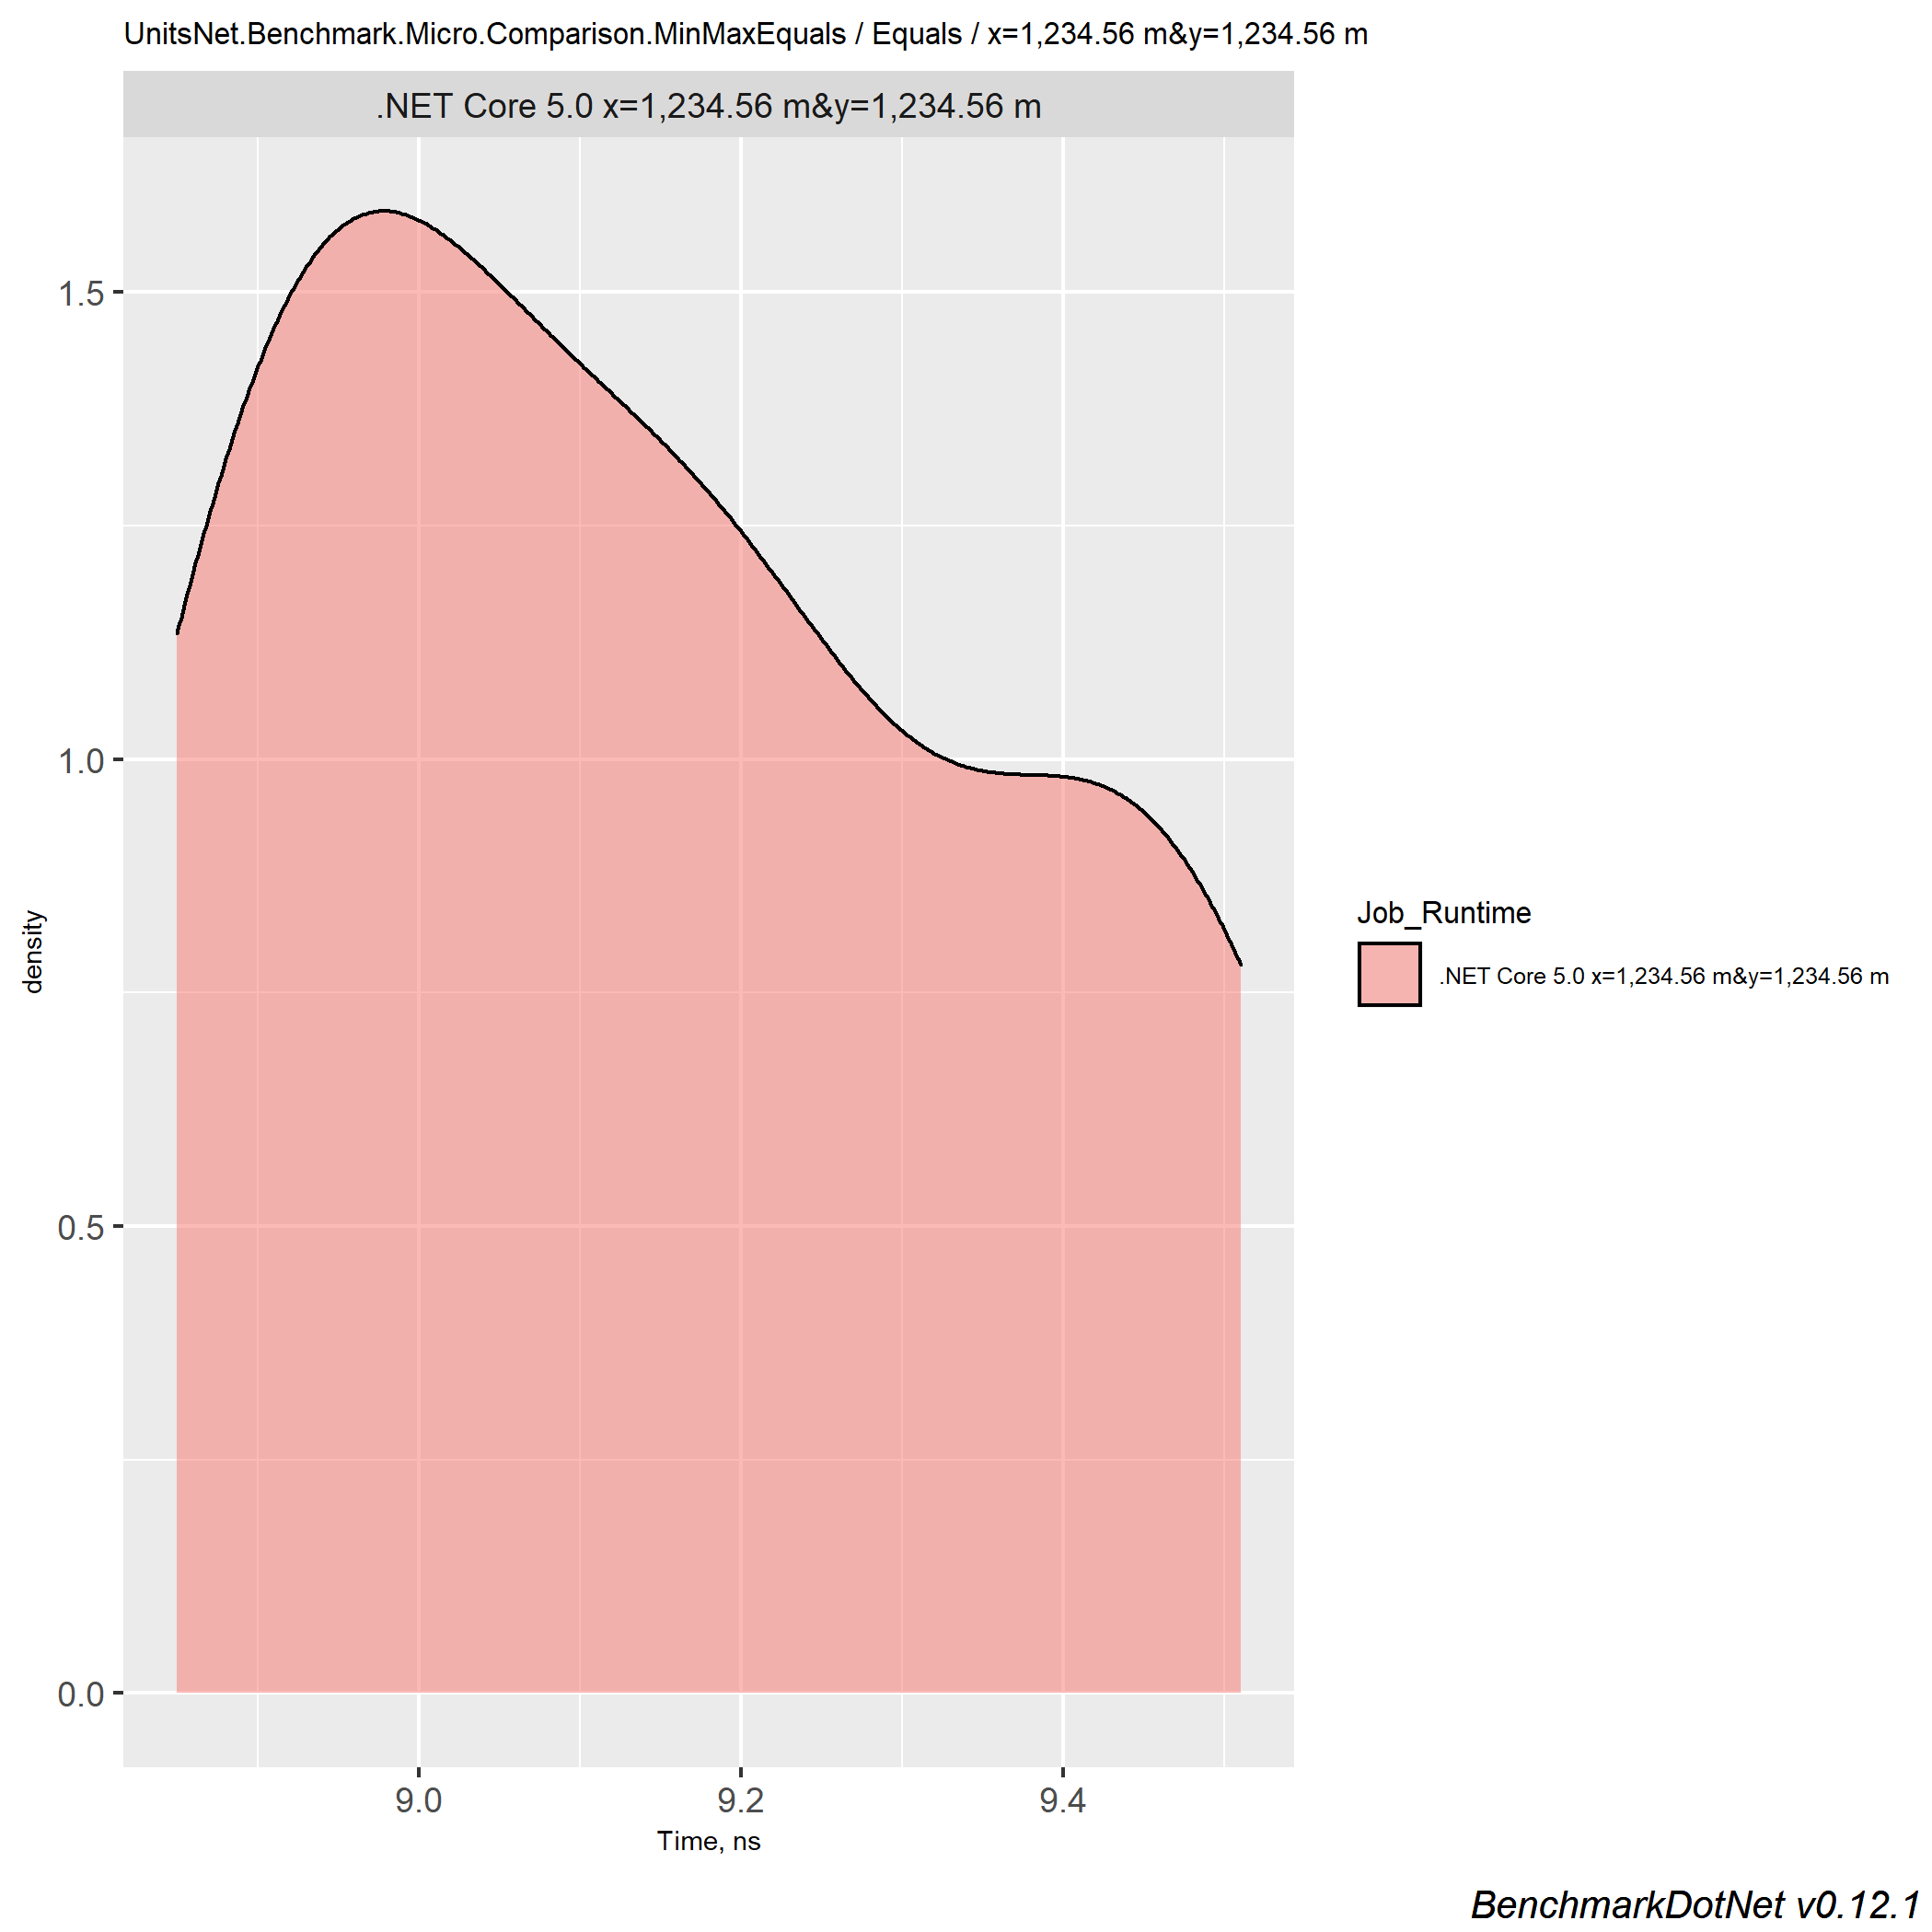 UnitsNet.Benchmark.Micro.Comparison.MinMaxEquals / Equals / x=1,234.56 m&y=1,234.56 m
.NET Core 5.0 x=1,234.56 m&y=1,234.56 m
1.5
1.0
0.5
0.0
density
9.0 9.2 9.4
Time, ns
Job_Runtime
.NET Core 5.0 x=1,234.56 m&y=1,234.56 m
BenchmarkDotNet v0.12.1